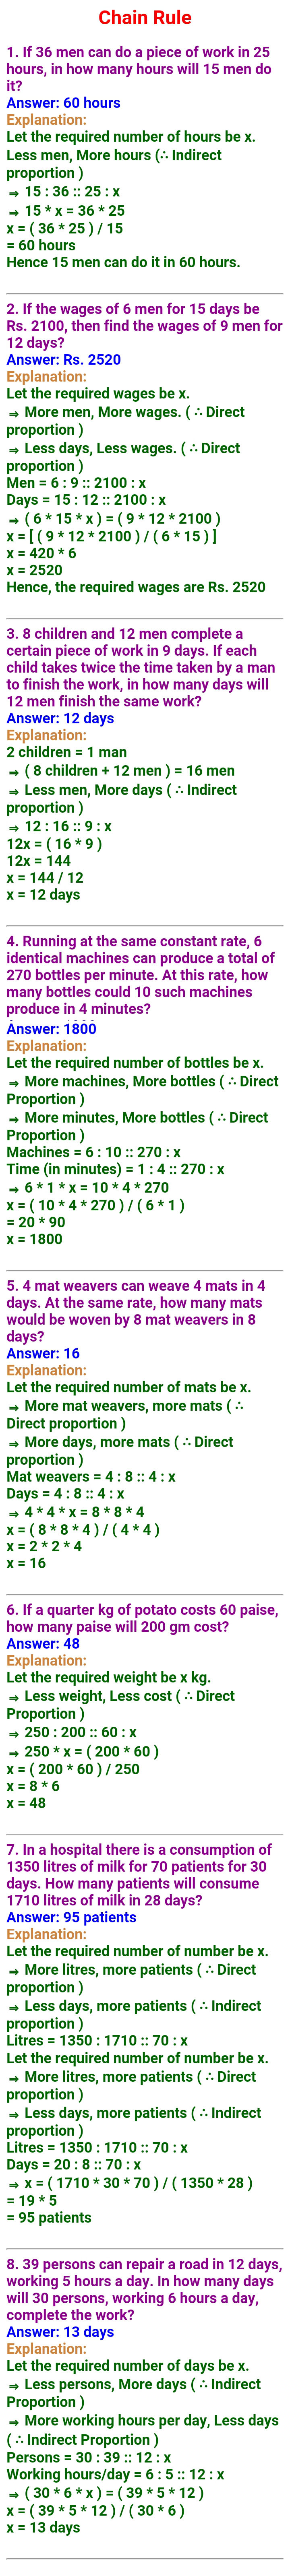 Chain Rule
1. If 36 men can do a piece of work in 25
hours, in how many hours will 15 men do
it?
Answer: 60 hours
Explanation:
Let the required number of hours be x.
Less men, More hours (∴ Indirect
proportion )
⇒ 15 : 36 :: 25 : x
⇒ 15 * x = 36 * 25
x = ( 36 * 25 ) / 15
= 60 hours
Hence 15 men can do it in 60 hours.
2. If the wages of 6 men for 15 days be
Rs. 2100, then find the wages of 9 men for
12 days?
Answer: Rs. 2520
Explanation:
Let the required wages be x.
⇒ More men, More wages. ( ∴ Direct
proportion )
⇒ Less days, Less wages. ( ∴ Direct
proportion )
Men = 6 : 9 :: 2100 : x
Days = 15 : 12 :: 2100 : x
⇒ ( 6 * 15 * x ) = ( 9 * 12 * 2100 )
x = [ ( 9 * 12 * 2100 ) / ( 6 * 15 ) ]
x = 420 * 6
x = 2520
Hence, the required wages are Rs. 2520
3. 8 children and 12 men complete a
certain piece of work in 9 days. If each
child takes twice the time taken by a man
to finish the work, in how many days will
12 men finish the same work?
Answer: 12 days
Explanation:
2 children = 1 man
⇒ ( 8 children + 12 men ) = 16 men
⇒ Less men, More days ( ∴ Indirect
proportion )
⇒ 12 : 16 :: 9 : x
12x = ( 16 * 9 )
12x = 144
x = 144 / 12
x = 12 days
4. Running at the same constant rate, 6
identical machines can produce a total of
270 bottles per minute. At this rate, how
many bottles could 10 such machines
produce in 4 minutes?
Answer: 1800
Explanation:
Let the required number of bottles be x.
⇒ More machines, More bottles ( ∴ Direct
Proportion )
⇒ More minutes, More bottles ( ∴ Direct
Proportion )
Machines = 6 : 10 :: 270 : x
Time (in minutes) = 1 : 4 :: 270 : x
⇒ 6 * 1 * x = 10 * 4 * 270
x = ( 10 * 4 * 270 ) / ( 6 * 1 )
= 20 * 90
x = 1800
5. 4 mat weavers can weave 4 mats in 4
days. At the same rate, how many mats
would be woven by 8 mat weavers in 8
days?
Answer: 16
Explanation:
Let the required number of mats be x.
⇒ More mat weavers, more mats ( ∴
Direct proportion )
⇒ More days, more mats ( ∴ Direct
proportion )
Mat weavers = 4 : 8 :: 4 : x
Days = 4 : 8 :: 4 : x
⇒ 4 * 4 * x = 8 * 8 * 4
x = ( 8 * 8 * 4 ) / ( 4 * 4 )
x = 2 * 2 * 4
x = 16
6. If a quarter kg of potato costs 60 paise,
how many paise will 200 gm cost?
Answer: 48
Explanation:
Let the required weight be x kg.
⇒ Less weight, Less cost ( ∴ Direct
Proportion )
⇒ 250 : 200 :: 60 : x
⇒ 250 * x = ( 200 * 60 )
x = ( 200 * 60 ) / 250
x = 8 * 6
x = 48
7. In a hospital there is a consumption of
1350 litres of milk for 70 patients for 30
days. How many patients will consume
1710 litres of milk in 28 days?
Answer: 95 patients
Explanation:
Let the required number of number be x.
⇒ More litres, more patients ( ∴ Direct
proportion )
⇒ Less days, more patients ( ∴ Indirect
proportion )
Litres = 1350 : 1710 :: 70 : x
Let the required number of number be x.
⇒ More litres, more patients ( ∴ Direct
proportion )
⇒ Less days, more patients ( ∴ Indirect
proportion )
Litres = 1350 : 1710 :: 70 : x
Days = 20 : 8 :: 70 : x
⇒ x = ( 1710 * 30 * 70 ) / ( 1350 * 28 )
= 19 * 5
= 95 patients
8. 39 persons can repair a road in 12 days,
working 5 hours a day. In how many days
will 30 persons, working 6 hours a day,
complete the work?
Answer: 13 days
Explanation:
Let the required number of days be x.
⇒ Less persons, More days ( ∴ Indirect
Proportion )
⇒ More working hours per day, Less days
( ∴ Indirect Proportion )
Persons = 30 : 39 :: 12 : x
Working hours/day = 6 : 5 :: 12 : x
⇒ ( 30 * 6 * x ) = ( 39 * 5 * 12 )
x = ( 39 * 5 * 12 ) / ( 30 * 6 )
x = 13 days